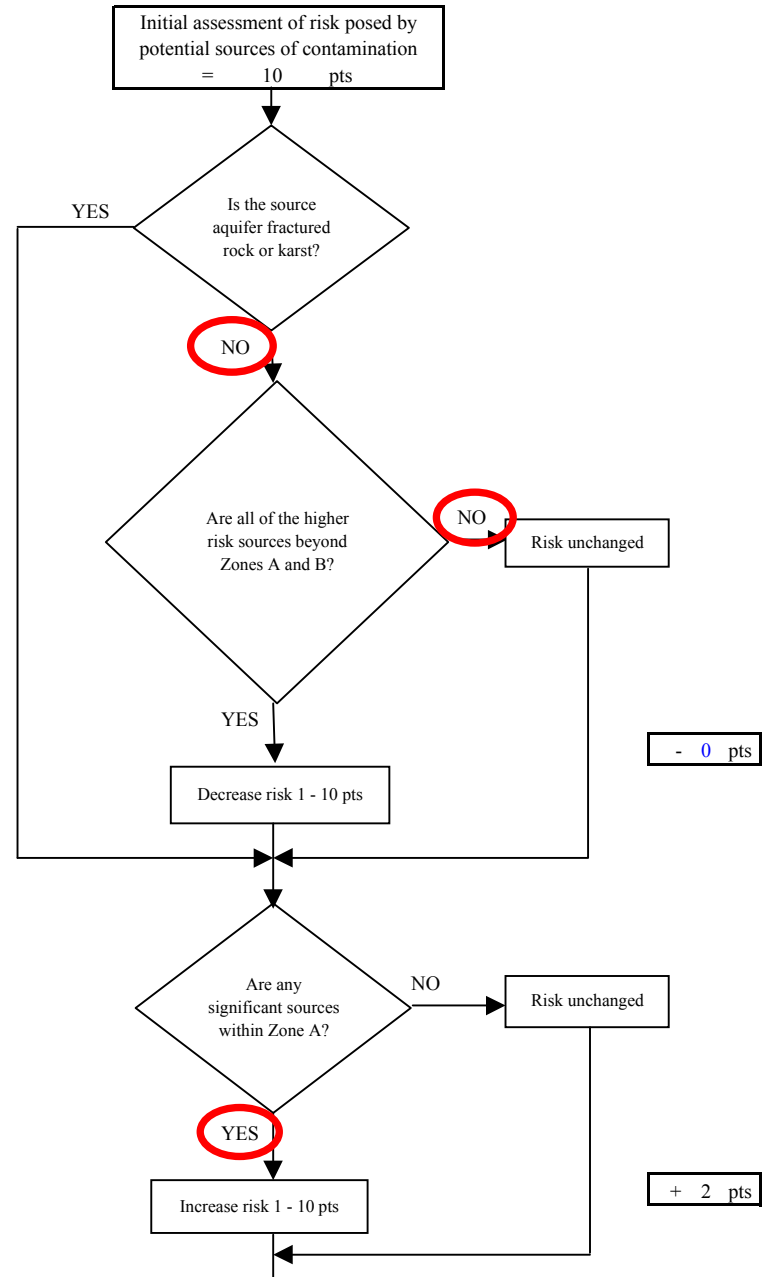 Initial assessment of risk posed by
potential sources of contamination
= 10 pts
YES
Is the source
aquifer fractured
rock or karst?
NO
Are all of the higher
risk sources beyond
Zones A and B?
NO
Risk unchanged
YES
- 0 pts
Decrease risk 1 - 10 pts
Are any
significant sources
within Zone A?
NO
Risk unchanged
YES
+ 2 pts
Increase risk 1 - 10 pts